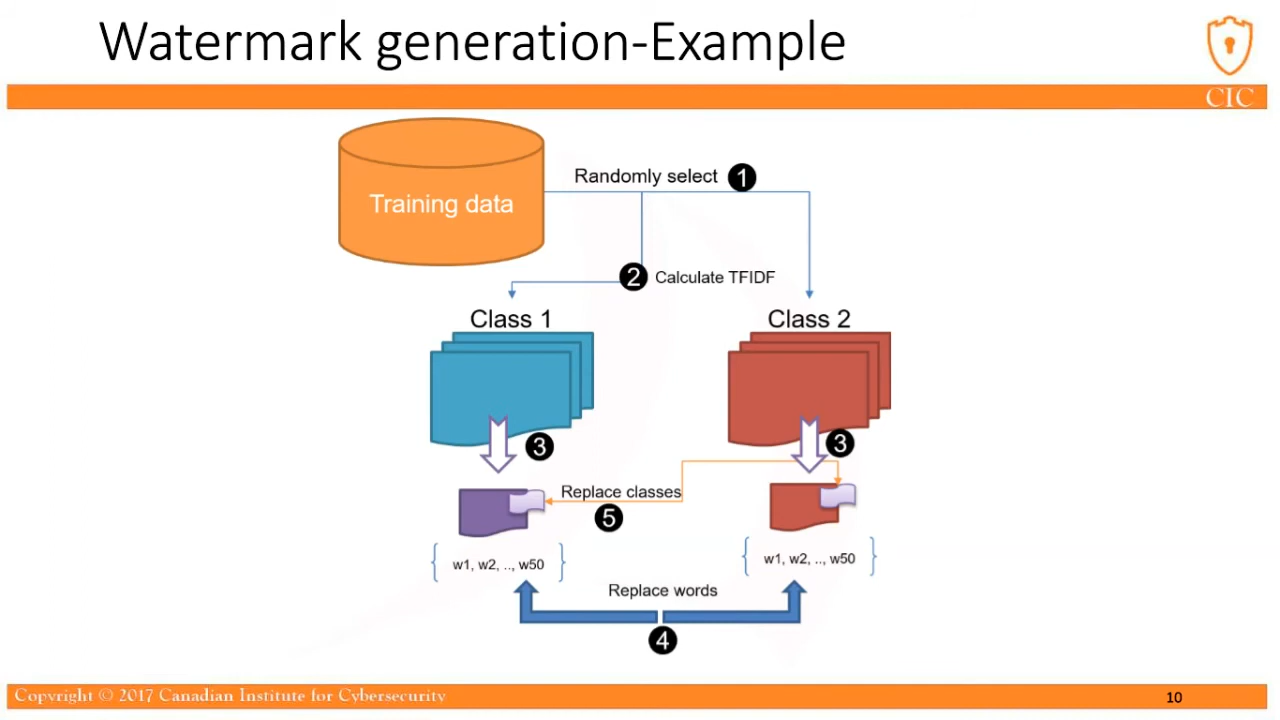 Watermark generation-Example
CIC
Training data
Randomly select 1
2 Calculate TFIDF
Class 1
Class 2
3
3
Replace classes
5
w1, w2, .., w50
w1, w2, .., w50
Replace words
4
Copyright © 2017 Canadian Institute for Cybersecurity
10